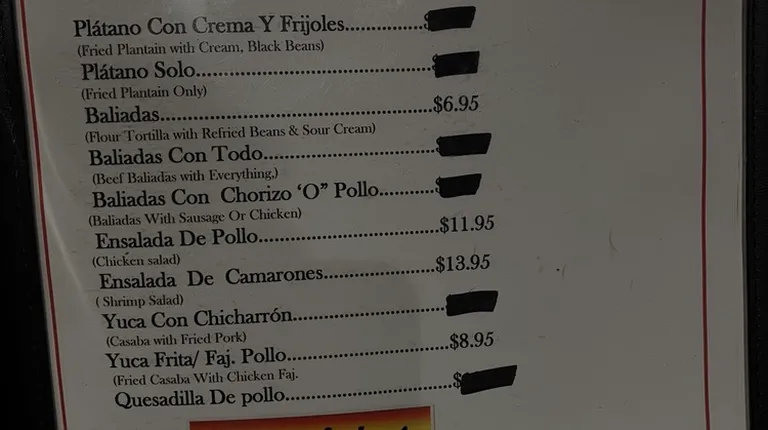 Plátano Con Crema Y Frijoles..............$
(Fried Plantain with Cream, Black Beans)
Plátano Solo..........................................$
(Fried Plantain Only)
Baliadas................................................$6.95
(Flour Tortilla with Refried Beans & Sour Cream)
Baliadas Con Todo..............................$
(Beef Baliadas with Everything,)
Baliadas Con Chorizo ‘O” Pollo..........$
(Baliadas With Sausage Or Chicken)
Ensalada De Pollo................................$11.95
(Chicken salad)
Ensalada De Camarones....................$13.95
( Shrimp Salad)
Yuca Con Chicharrón...........................
(Casaba with Fried Pork)
Yuca Frita/ Faj. Pollo............................$8.95
(Fried Casaba With Chicken Faj.
Quesadilla De pollo..............................$